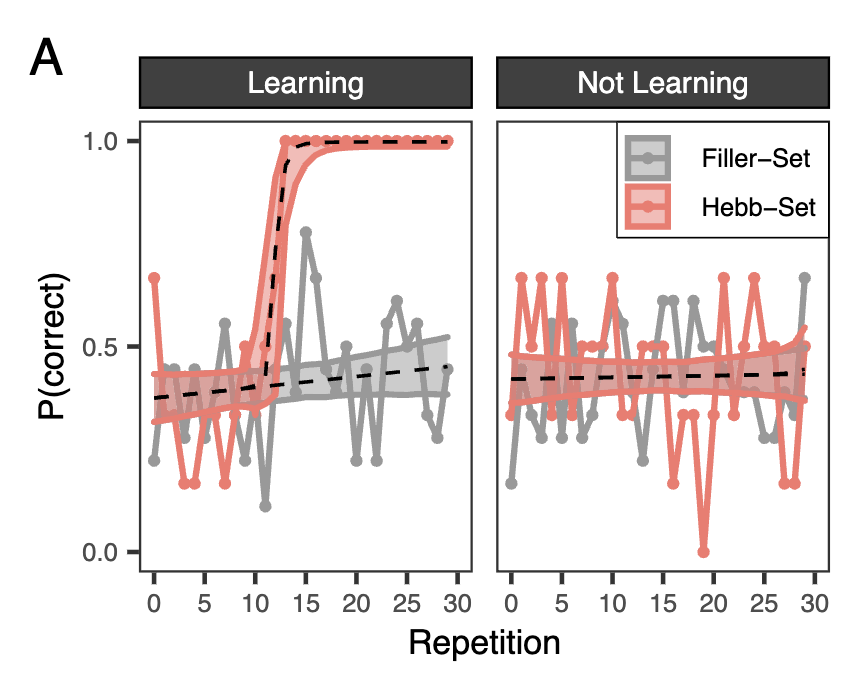 A
Learning Not Learning
Filler−Set
Hebb−Set
P(correct)
1.0
0.5
0.0
0 5 10 15 20 25 30 0 5 10 15 20 25 30
Repetition